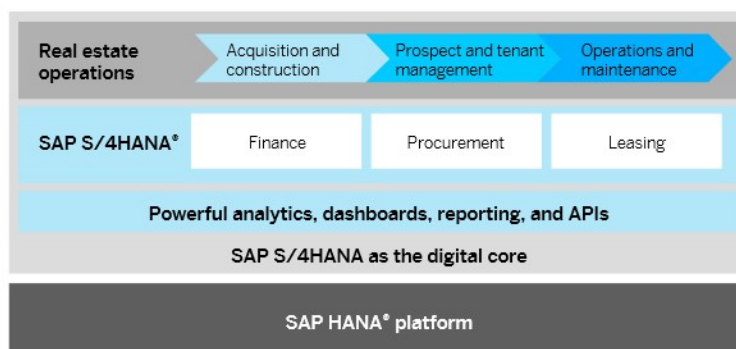 Real estate
operations
Acquisition and
construction
Prospect and tenant
management
Operations and
maintenance
SAP S/4HANA®
Finance
Procurement
Leasing
Powerful analytics, dashboards, reporting, and APIs
SAP S/4HANA as the digital core
SAP HANA® platform